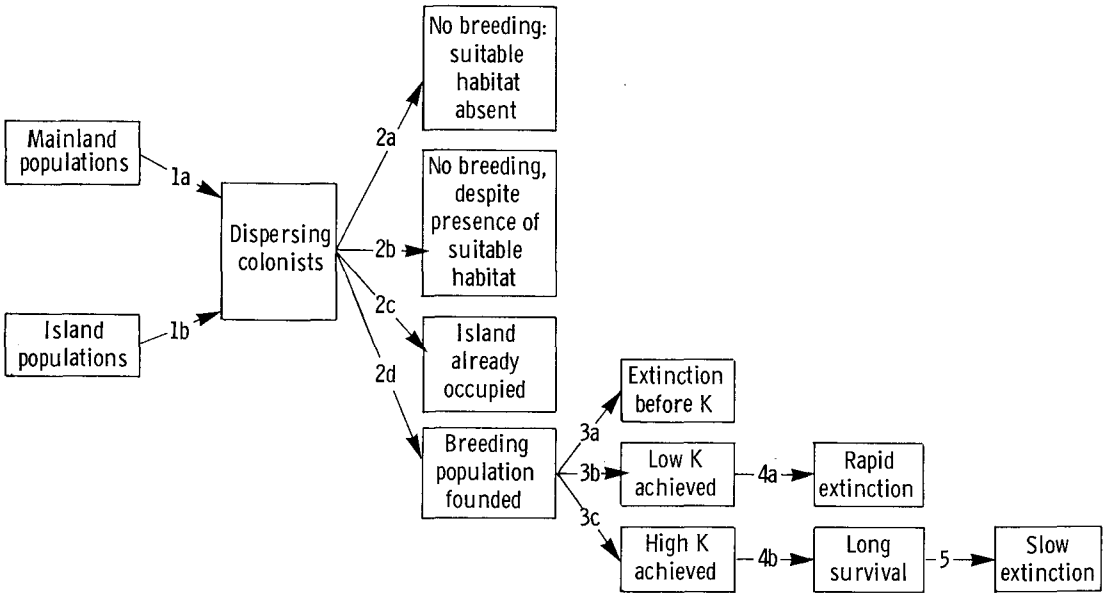 Mainland
populations
1a
Island
populations
1b
Dispersing
colonists
2a
2b
2c
2d
No breeding:
suitable
habitat
absent
No breeding,
despite
presence of
suitable
habitat
Island
already
occupied
Breeding
population
founded
3a
3b
3c
Extinction
before K
Low K
achieved
4a
Rapid
extinction
High K
achieved
4b
Long
survival
5
Slow
extinction